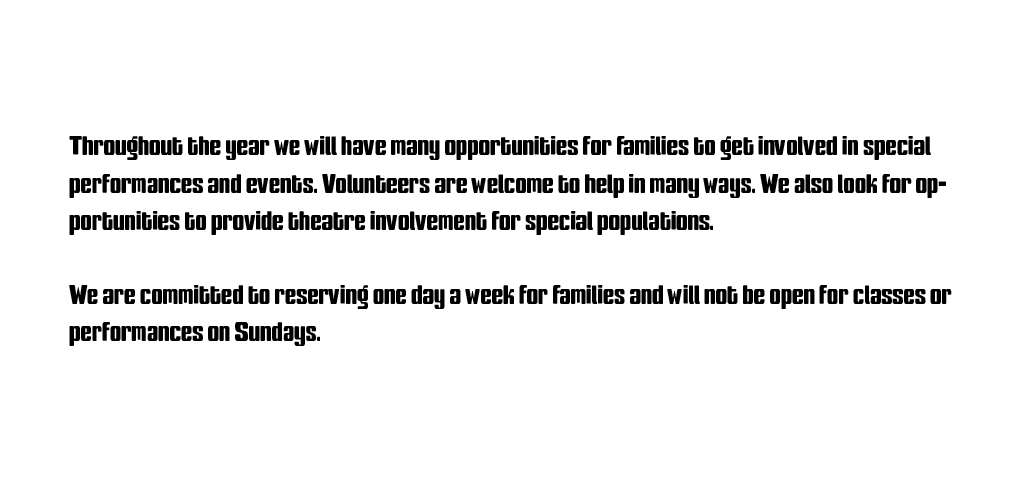 Throughout the year we will have many opportunities for families to get involved in special
performances and events. Volunteers are welcome to help in many ways. We also look for op-
portunities to provide theatre involvement for special populations.
We are committed to reserving one day a week for families and will not be open for classes or
performances on Sundays.